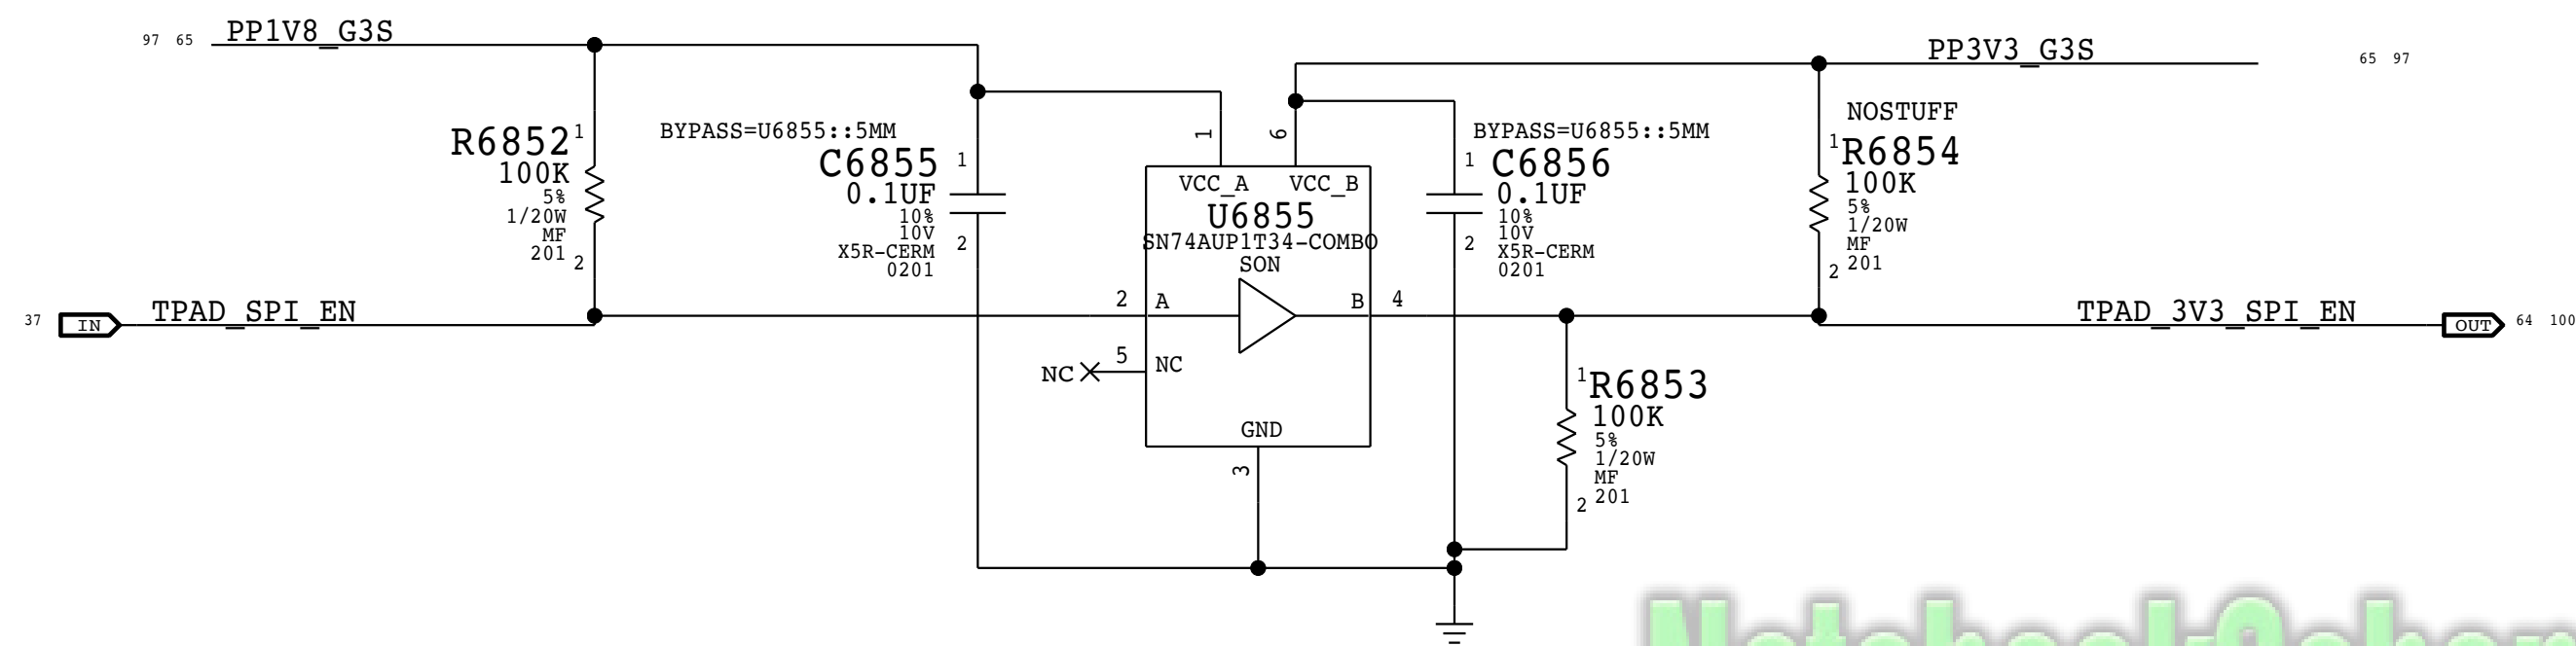 97 65 PP1V8_G3S
PP3V3_G3S 65 97
NOSTUFF
R6852 1
100K
5%
1/20W
MF
201 2
BYPASS=U6855::5MM
C6855 1
0.1UF
10%
10V
X5R-CERM 2
0201
1 6
VCC_A VCC_B
U6855
SN74AUP1T34-COMBO
SON
BYPASS=U6855::5MM
1 C6856
0.1UF
10%
10V
2 X5R-CERM
0201
1 R6854
100K
5%
1/20W
MF
2 201
37 IN TPAD_SPI_EN
2 A B 4
TPAD_3V3_SPI_EN OUT 64 100
NC 5 NC
GND
3
1 R6853
100K
5%
1/20W
MF
2 201